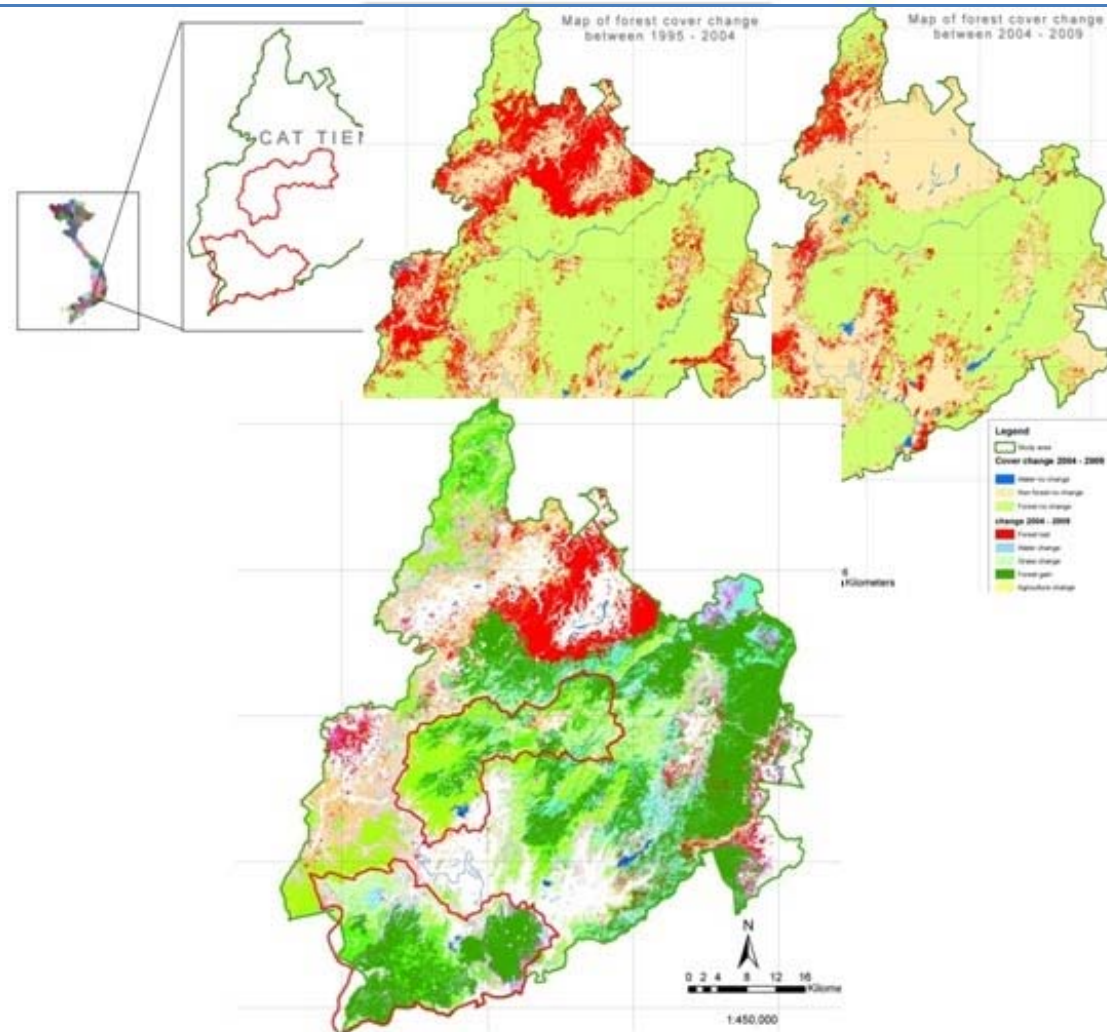 Map of forest cover change
between 1995 - 2004
Map of forest cover change
between 2004 - 2009
CAT TIEN
Legend
Study area
Cover change 2004 - 2009
Water-no change
Non forest-no change
Forest-no change
change 2004 - 2009
Forest lost
Water change
Grass change
Forest gain
Agriculture change
6
Kilometers
N
0 2 4 8 12 16
Kilome
1:450,000